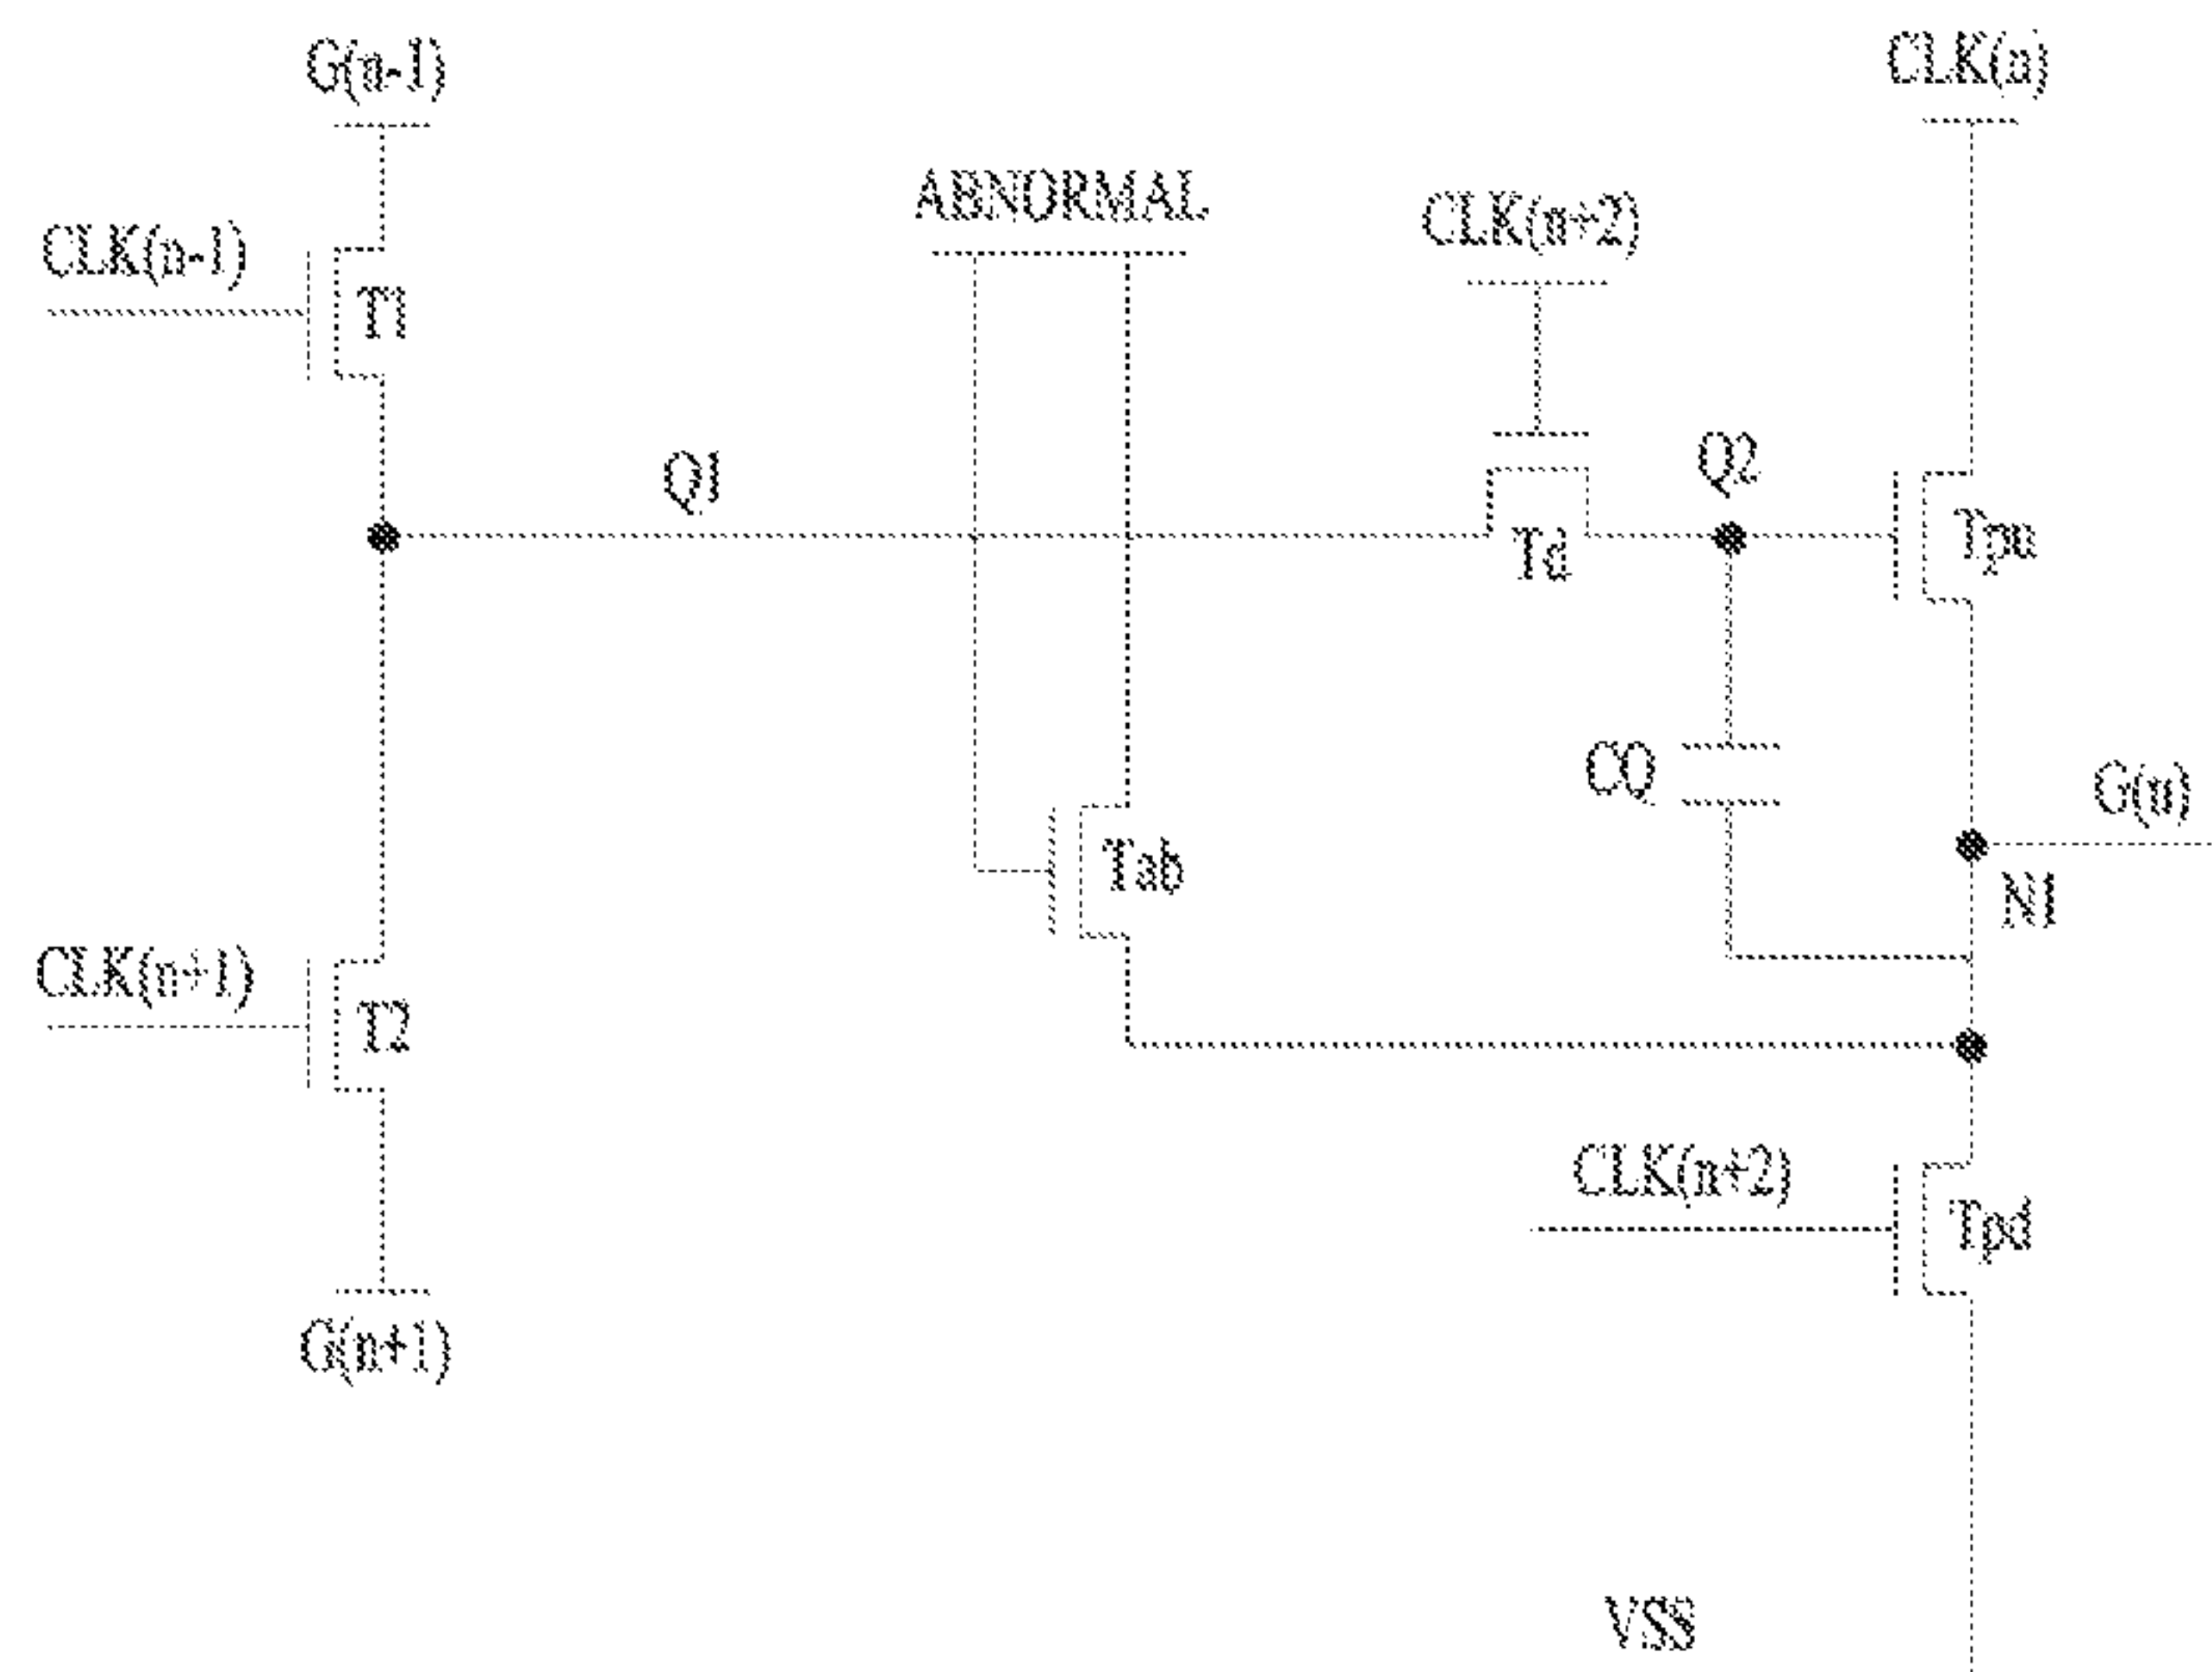 G(n-1)
CLK(n)
ABNORMAL
CLK(n+2)
CLK(n-1)
T1
Q1
Q2
Td
Tpu
CQ
G(n)
Tab
N1
CLK(n+1)
T2
CLK(n+2)
Tpd
G(n+1)
VSS